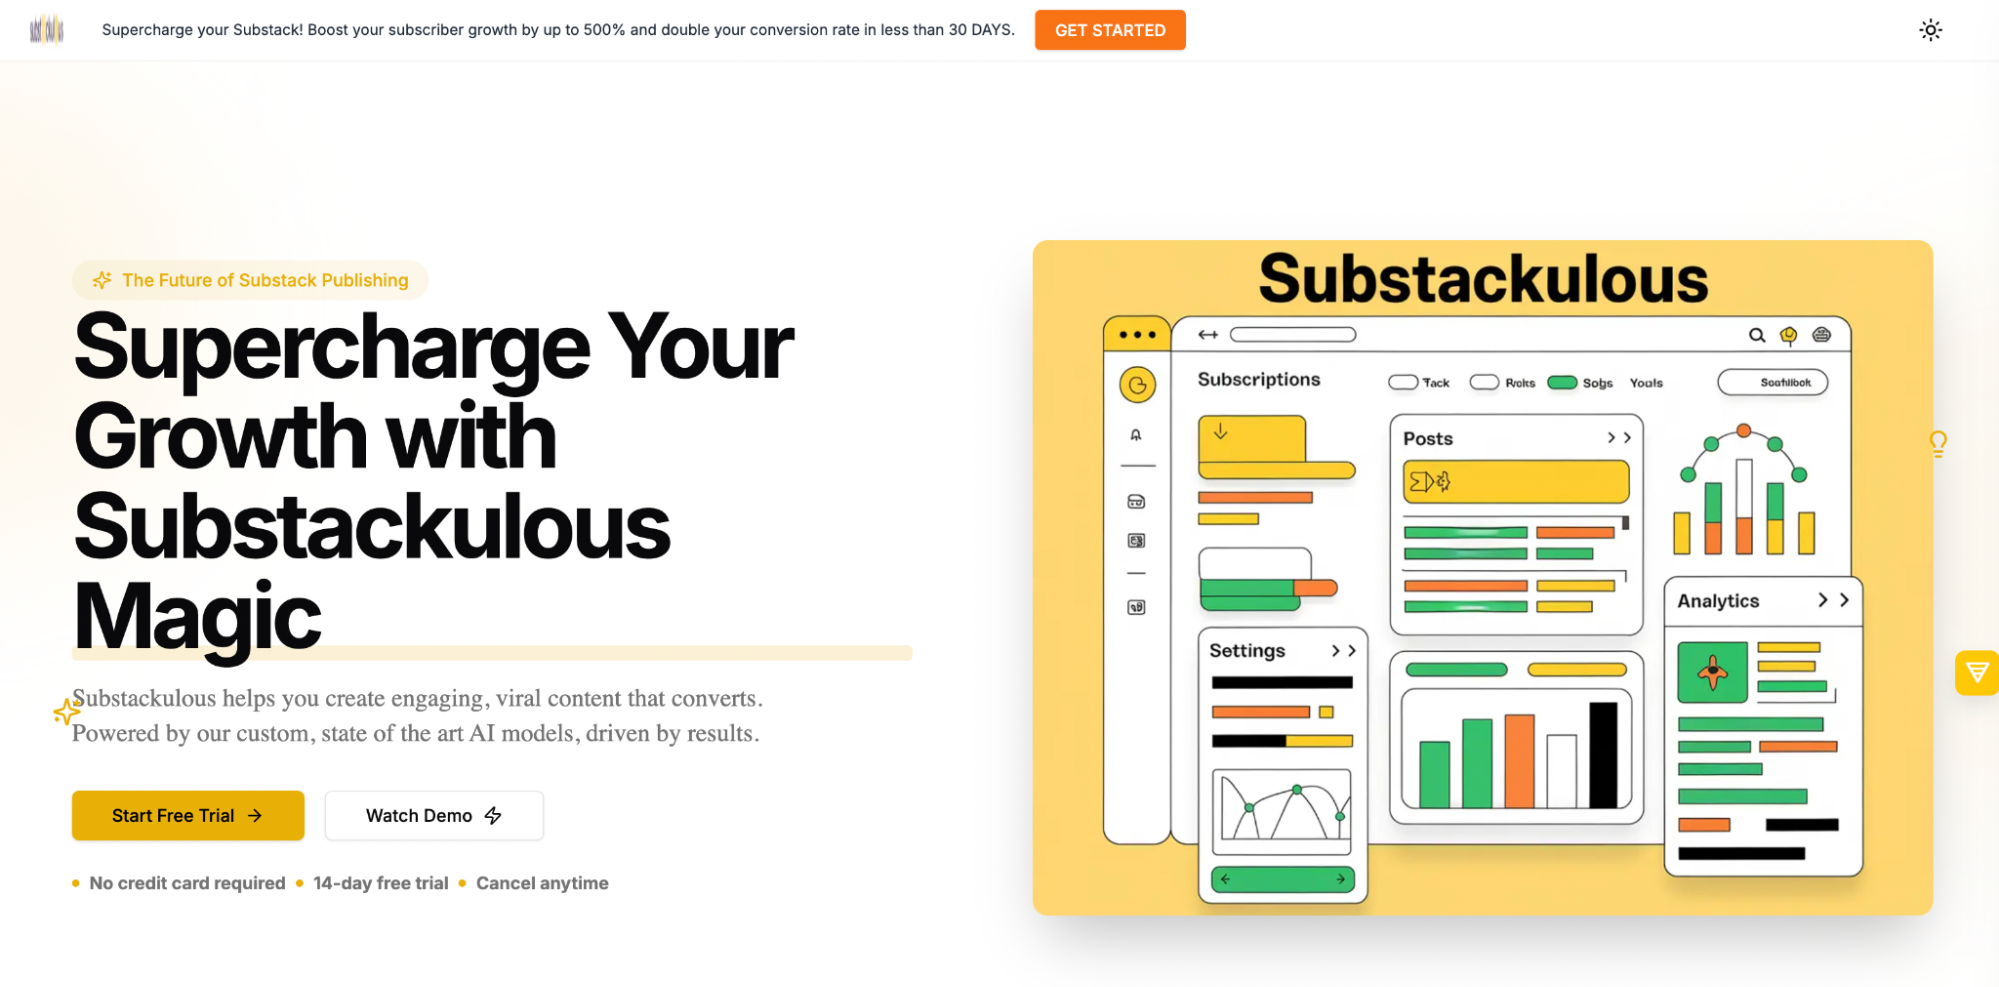 Supercharge your Substack! Boost your subscriber growth by up to 500% and double your conversion rate in less than 30 DAYS.
GET STARTED
The Future of Substack Publishing
Supercharge Your
Growth with
Substackulous
Magic
Substackulous helps you create engaging, viral content that converts.
Powered by our custom, state of the art AI models, driven by results.
Start Free Trial
Watch Demo
No credit card required
14-day free trial
Cancel anytime
Substackulous
Subscriptions
Tack
Posts
Analytics
Settings